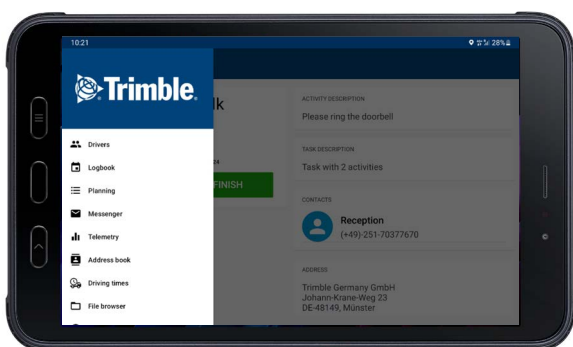 10:21
28%
Trimble.
Drivers
Logbook
Planning
Messenger
Telemetry
Address book
Driving times
File browser
lk
FINISH
ACTIVITY DESCRIPTION
Please ring the doorbell
TASK DESCRIPTION
Task with 2 activities
CONTACTS
Reception
(+49)-251-70377670
ADDRESS
Trimble Germany GmbH
Johann-Krane-Weg 23
DE-48149, Münster